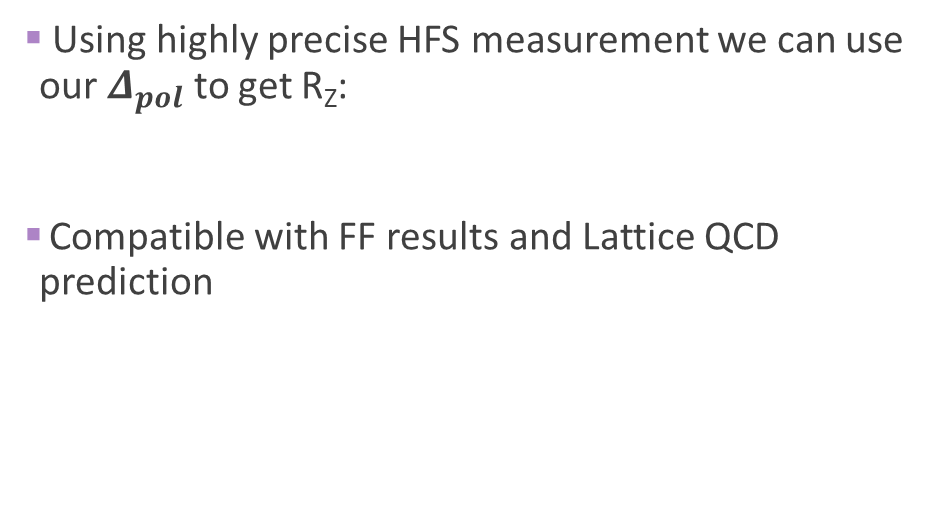 ▪ Using highly precise HFS measurement we can use
our Δpol to get RZ:
▪ Compatible with FF results and Lattice QCD
prediction